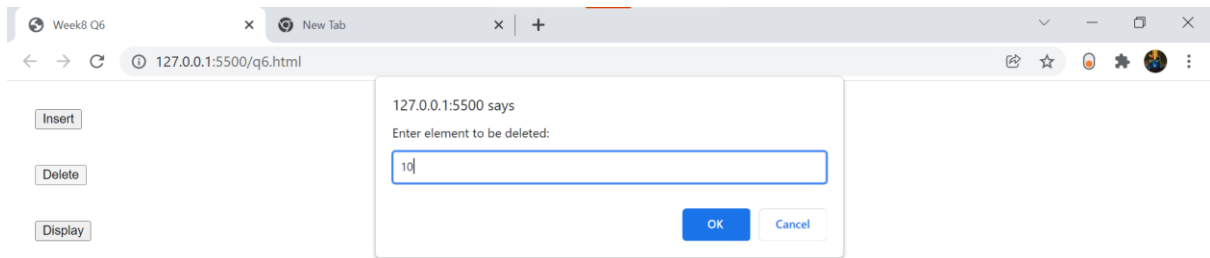 Week8 Q6
New Tab
127.0.0.1:5500/q6.html
127.0.0.1:5500 says
Enter element to be deleted:
10
OK Cancel
Insert
Delete
Display